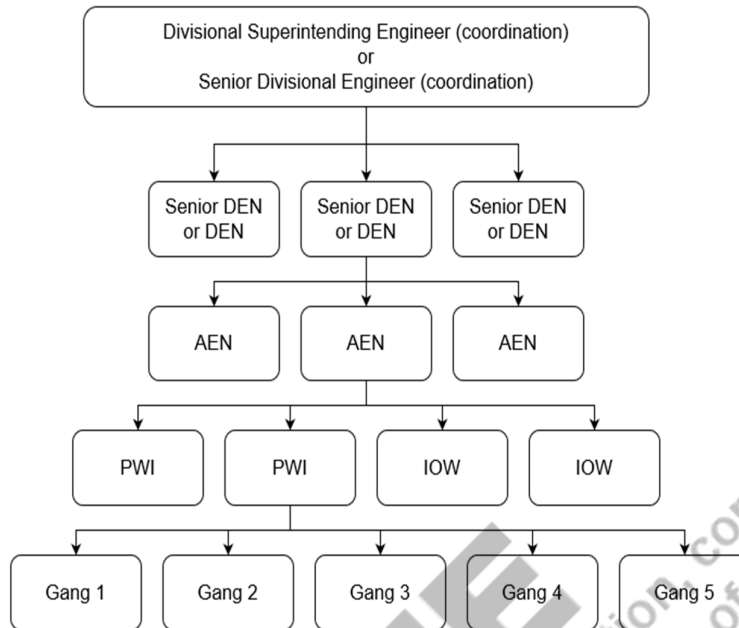 Divisional Superintending Engineer (coordination)
or
Senior Divisional Engineer (coordination)
Senior DEN
or DEN
Senior DEN
or DEN
Senior DEN
or DEN
AEN
AEN
AEN
PWI
PWI
IOW
IOW
Gang 1
Gang 2
Gang 3
Gang 4
Gang 5